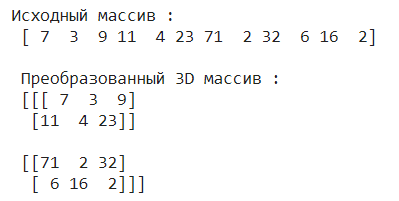 Исходный массив :
[ 7  3  9 11  4 23 71  2 32  6 16  2]
Преобразованный 3D массив :
[[[ 7  3  9]
[11  4 23]]
[[71  2 32]
[ 6 16  2]]]